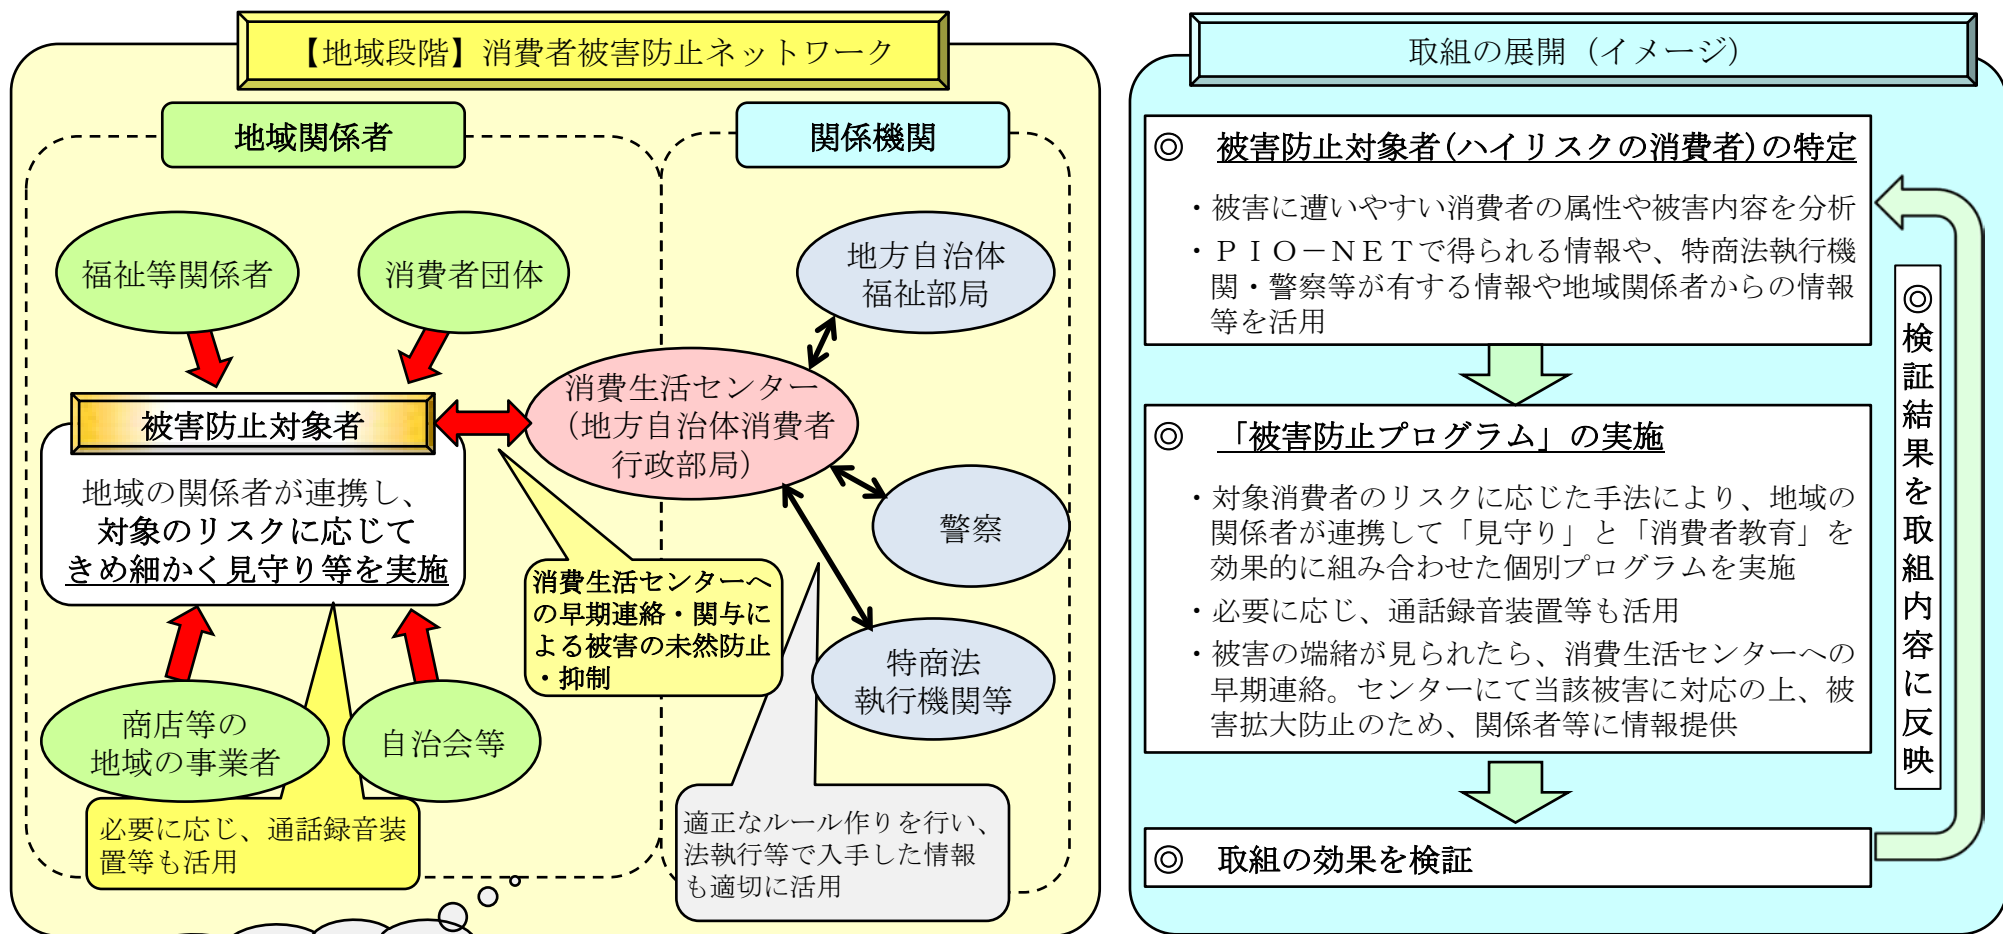 【地域段階】消費者被害防止ネットワーク
地域関係者
関係機関
福祉等関係者
消費者団体
地方自治体
福祉部局
被害防止対象者
地域の関係者が連携し、
対象のリスクに応じて
きめ細かく見守り等を実施
消費生活センター
（地方自治体消費者
行政部局）
警察
消費生活センターへ
の早期連絡・関与に
よる被害の未然防止
・抑制
特商法
執行機関等
商店等の
地域の事業者
自治会等
必要に応じ、通話録音装
置等も活用
適正なルール作りを行い、
法執行等で入手した情報
も適切に活用
取組の展開（イメージ）
◎　被害防止対象者（ハイリスクの消費者）の特定
・被害に遭いやすい消費者の属性や被害内容を分析
・ＰＩＯ－ＮＥＴで得られる情報や、特商法執行機
関・警察等が有する情報や地域関係者からの情報
等を活用
◎　「被害防止プログラム」の実施
・対象消費者のリスクに応じた手法により、地域の
関係者が連携して「見守り」と「消費者教育」を
効果的に組み合わせた個別プログラムを実施
・必要に応じ、通話録音装置等も活用
・被害の端緒が見られたら、消費生活センターへの
早期連絡。センターにて当該被害に対応の上、被
害拡大防止のため、関係者等に情報提供
◎　取組の効果を検証
◎検証結果を取組内容に反映